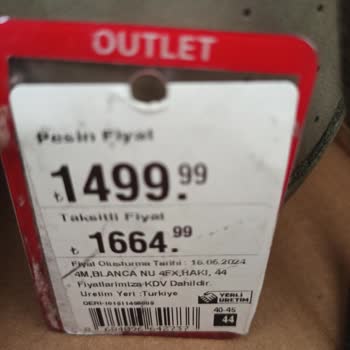 OUTLET
Peşin Fiyat
₺ 1499.99
Taksitli Fiyat
₺ 1664.99
Fiyat Oluşturma Tarihi : 16.05.2024
4M,BLANCA NU 4FX,HAKI, 44
Fiyatlarımıza KDV Dahildir.
Üretim Yeri :Türkiye
YERLİ
ÜRETİM
40-45
44